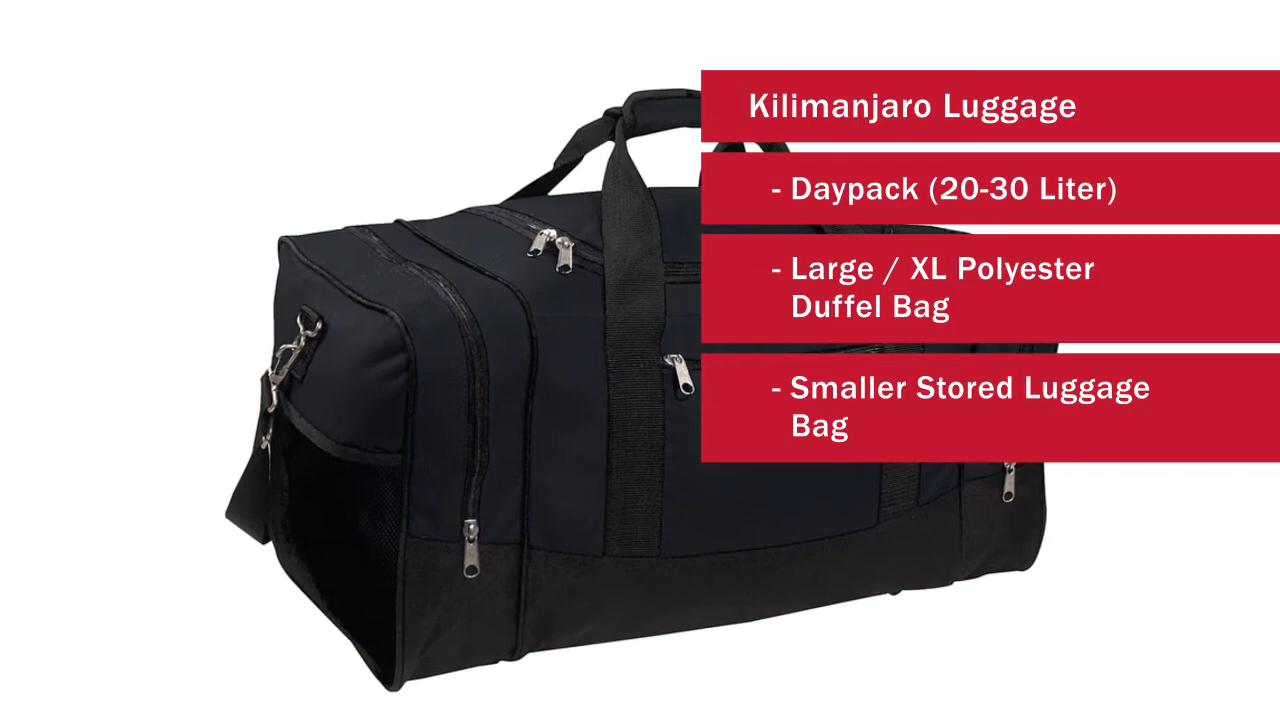 Kilimanjaro Luggage
- Daypack (20-30 Liter)
- Large / XL Polyester
Duffel Bag
- Smaller Stored Luggage
Bag